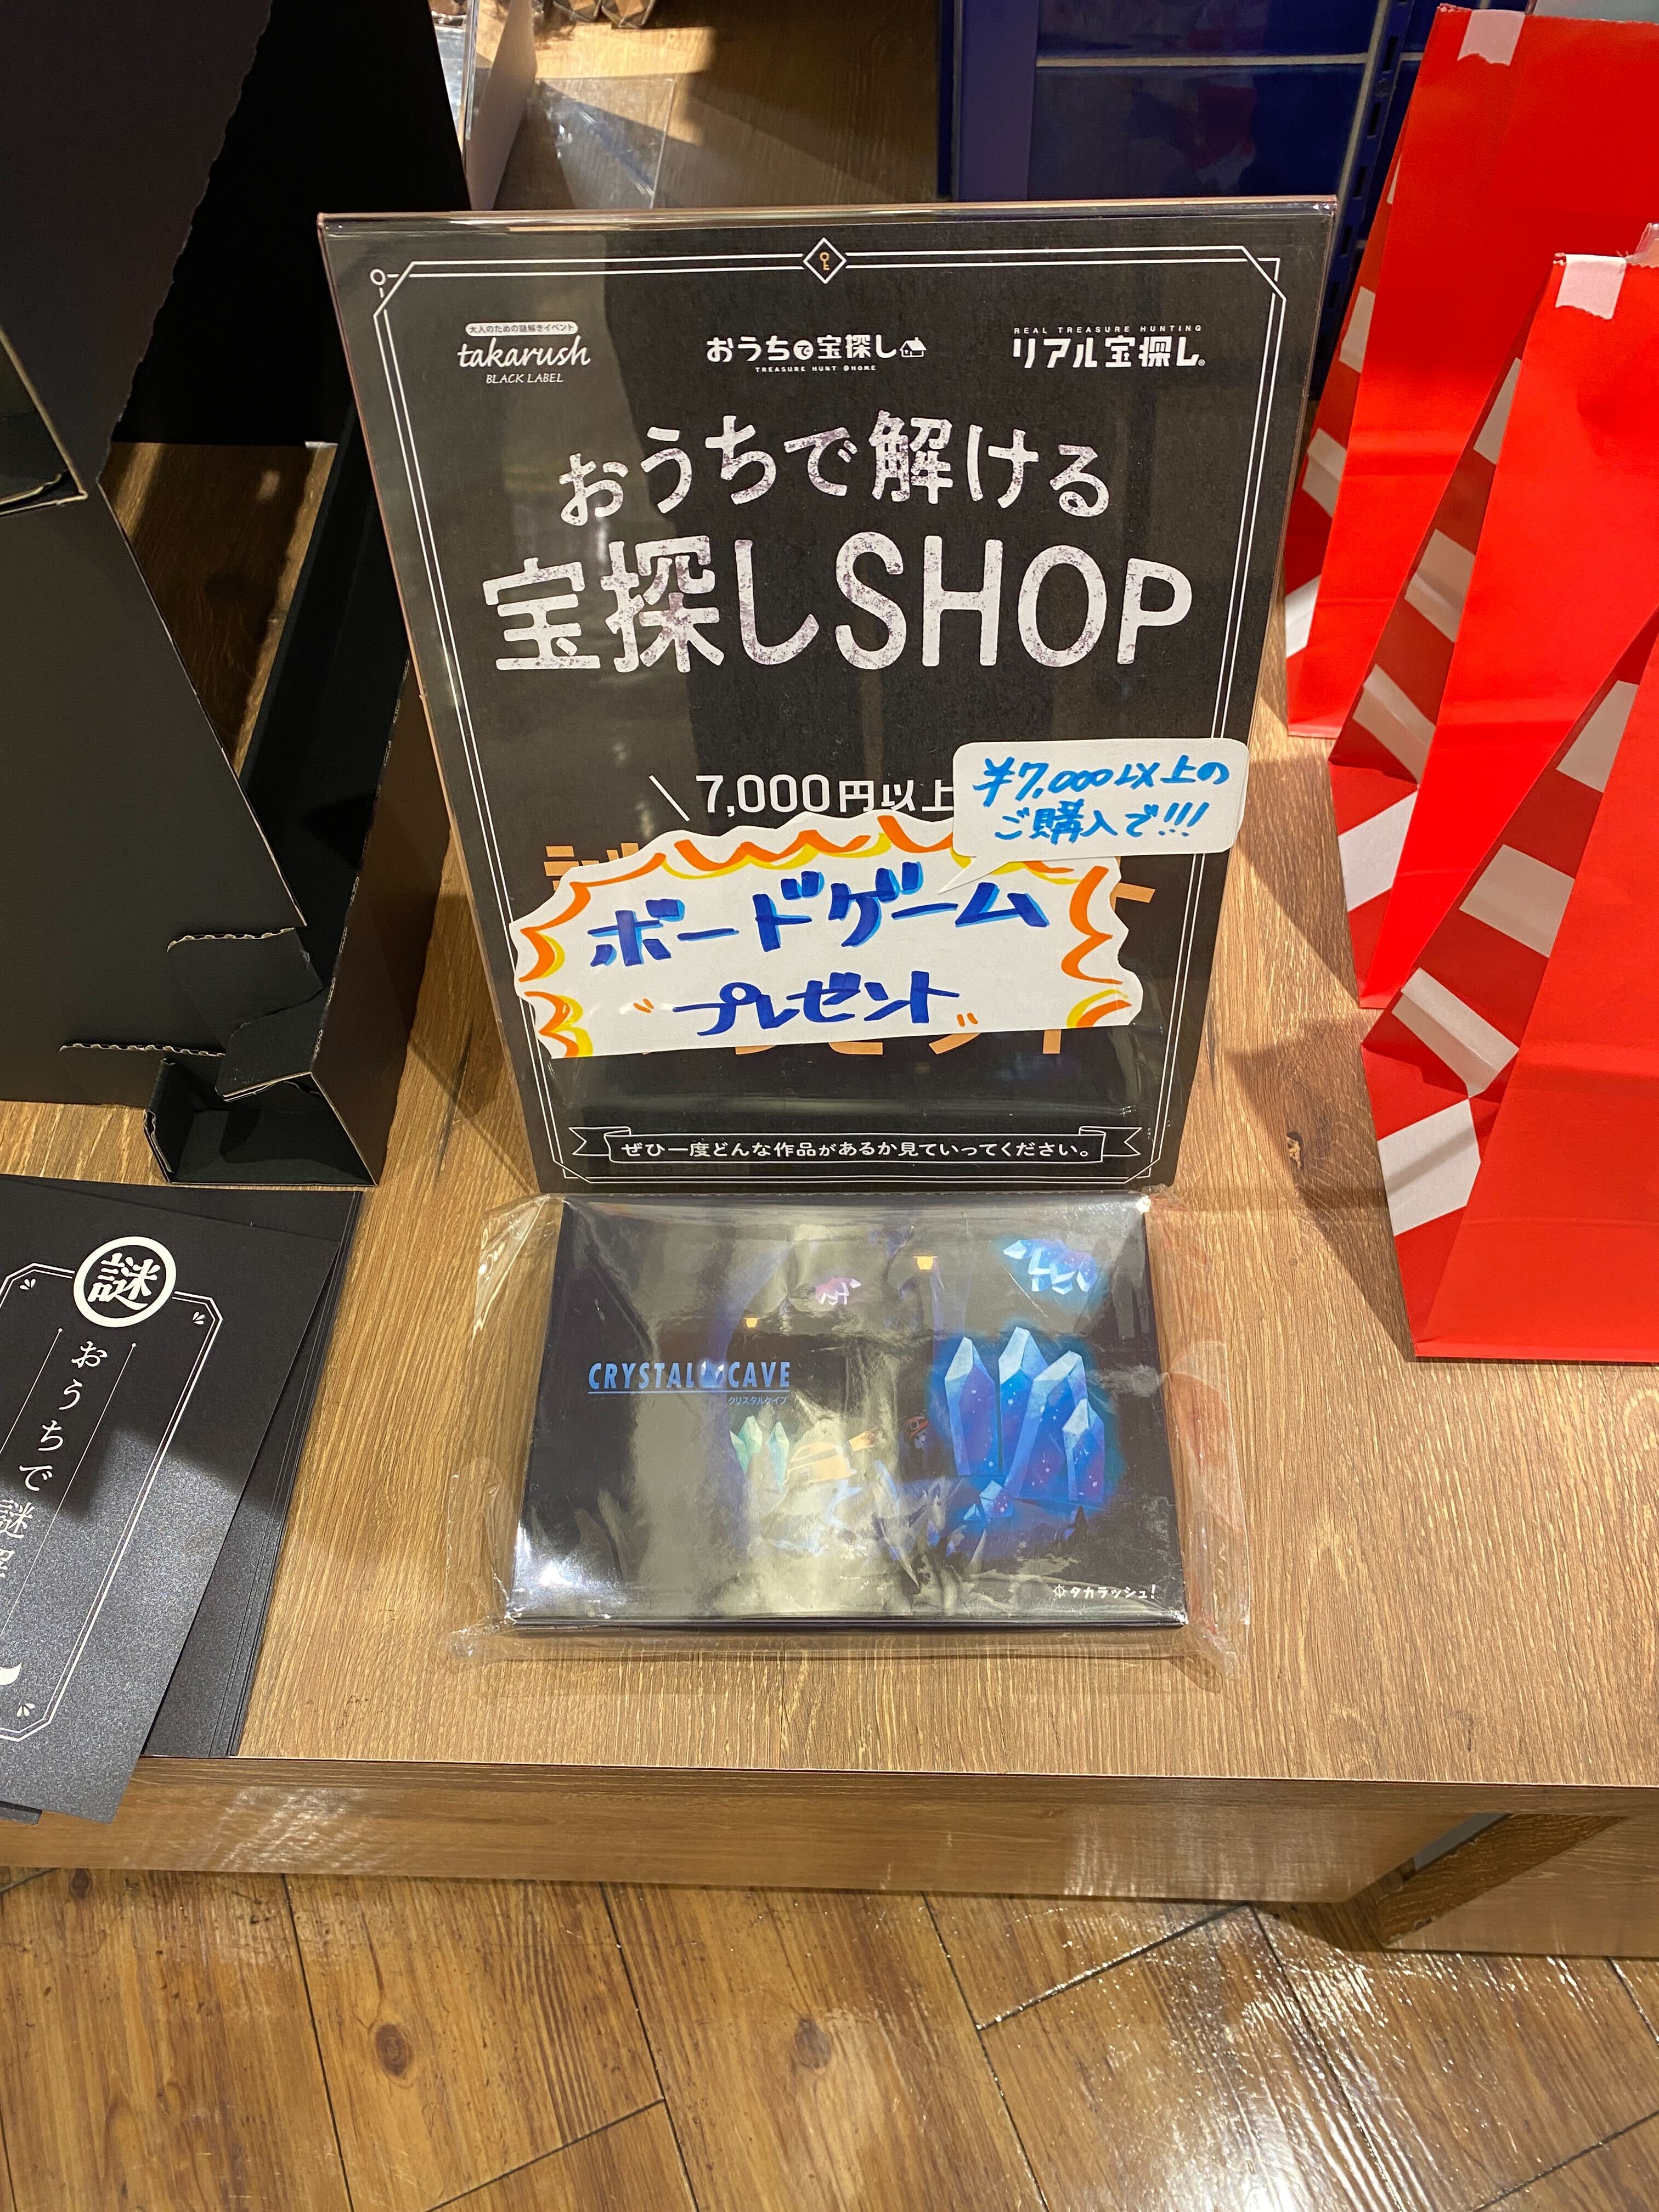 大人のための謎解きイベント
takarush
BLACK LABEL
おうちで宝探し
TREASURE HUNT @HOME
REAL TREASURE HUNTING
リアル宝探し
おうちで解ける
宝探しSHOP
7,000円以上
¥7,000以上の
ご購入で!!!
ボードゲーム
プレゼント
ぜひ一度どんな作品があるか見ていってください。
CRYSTAL CAVE
クリスタルケイブ
タカラッシュ!
謎
おうちで謎